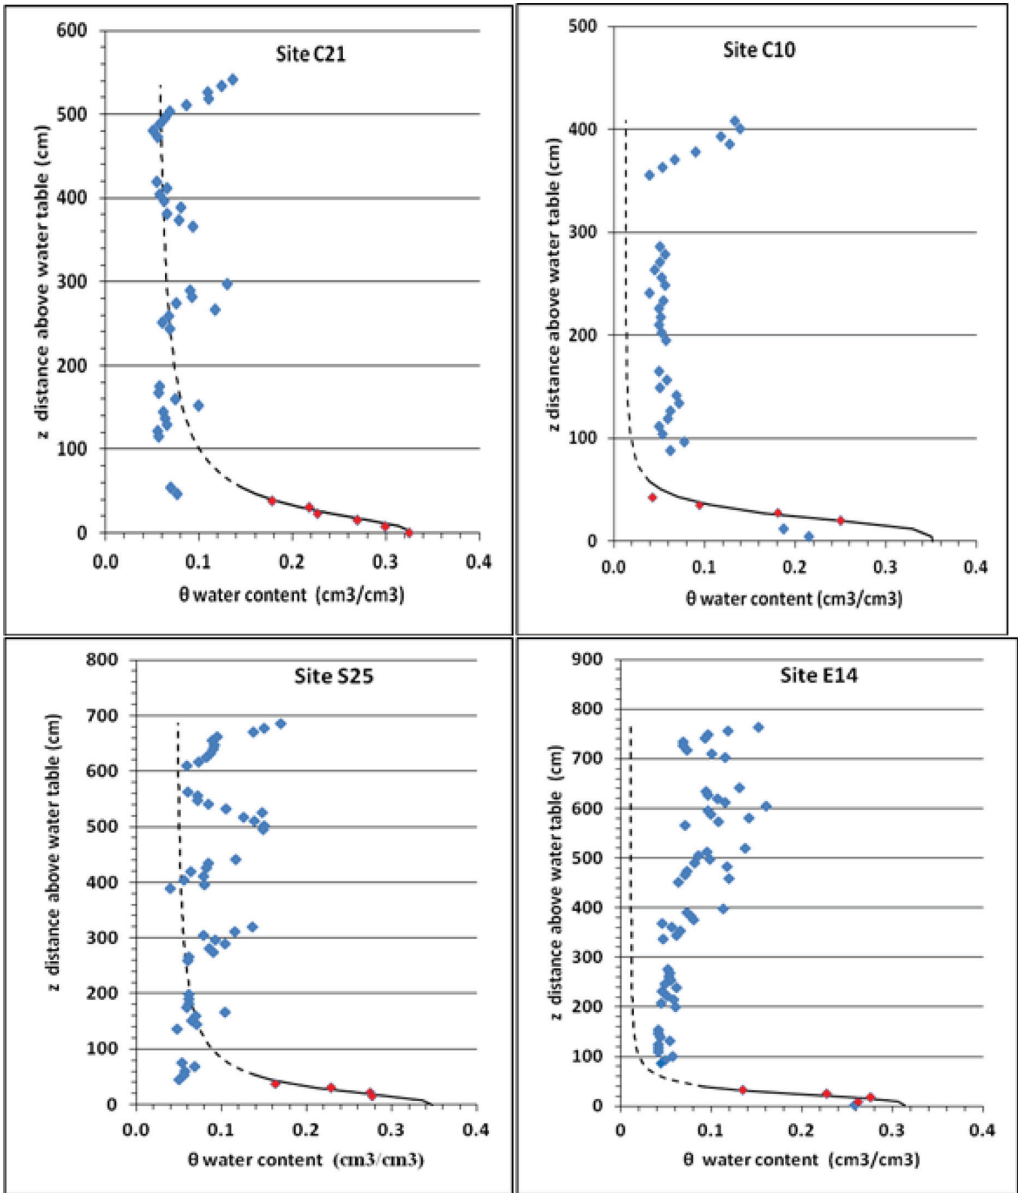 Site C21
z distance above water table (cm)
600
500
400
300
200
100
0
0.0 0.1 0.2 0.3 0.4
θ water content (cm3/cm3)
Site C10
z distance above water table (cm)
500
400
300
200
100
0
0.0 0.1 0.2 0.3 0.4
θ water content (cm3/cm3)
Site S25
z distance above water table (cm)
800
700
600
500
400
300
200
100
0
0.0 0.1 0.2 0.3 0.4
θ water content (cm3/cm3)
Site E14
z distance above water table (cm)
900
800
700
600
500
400
300
200
100
0
0 0.1 0.2 0.3 0.4
θ water content (cm3/cm3)